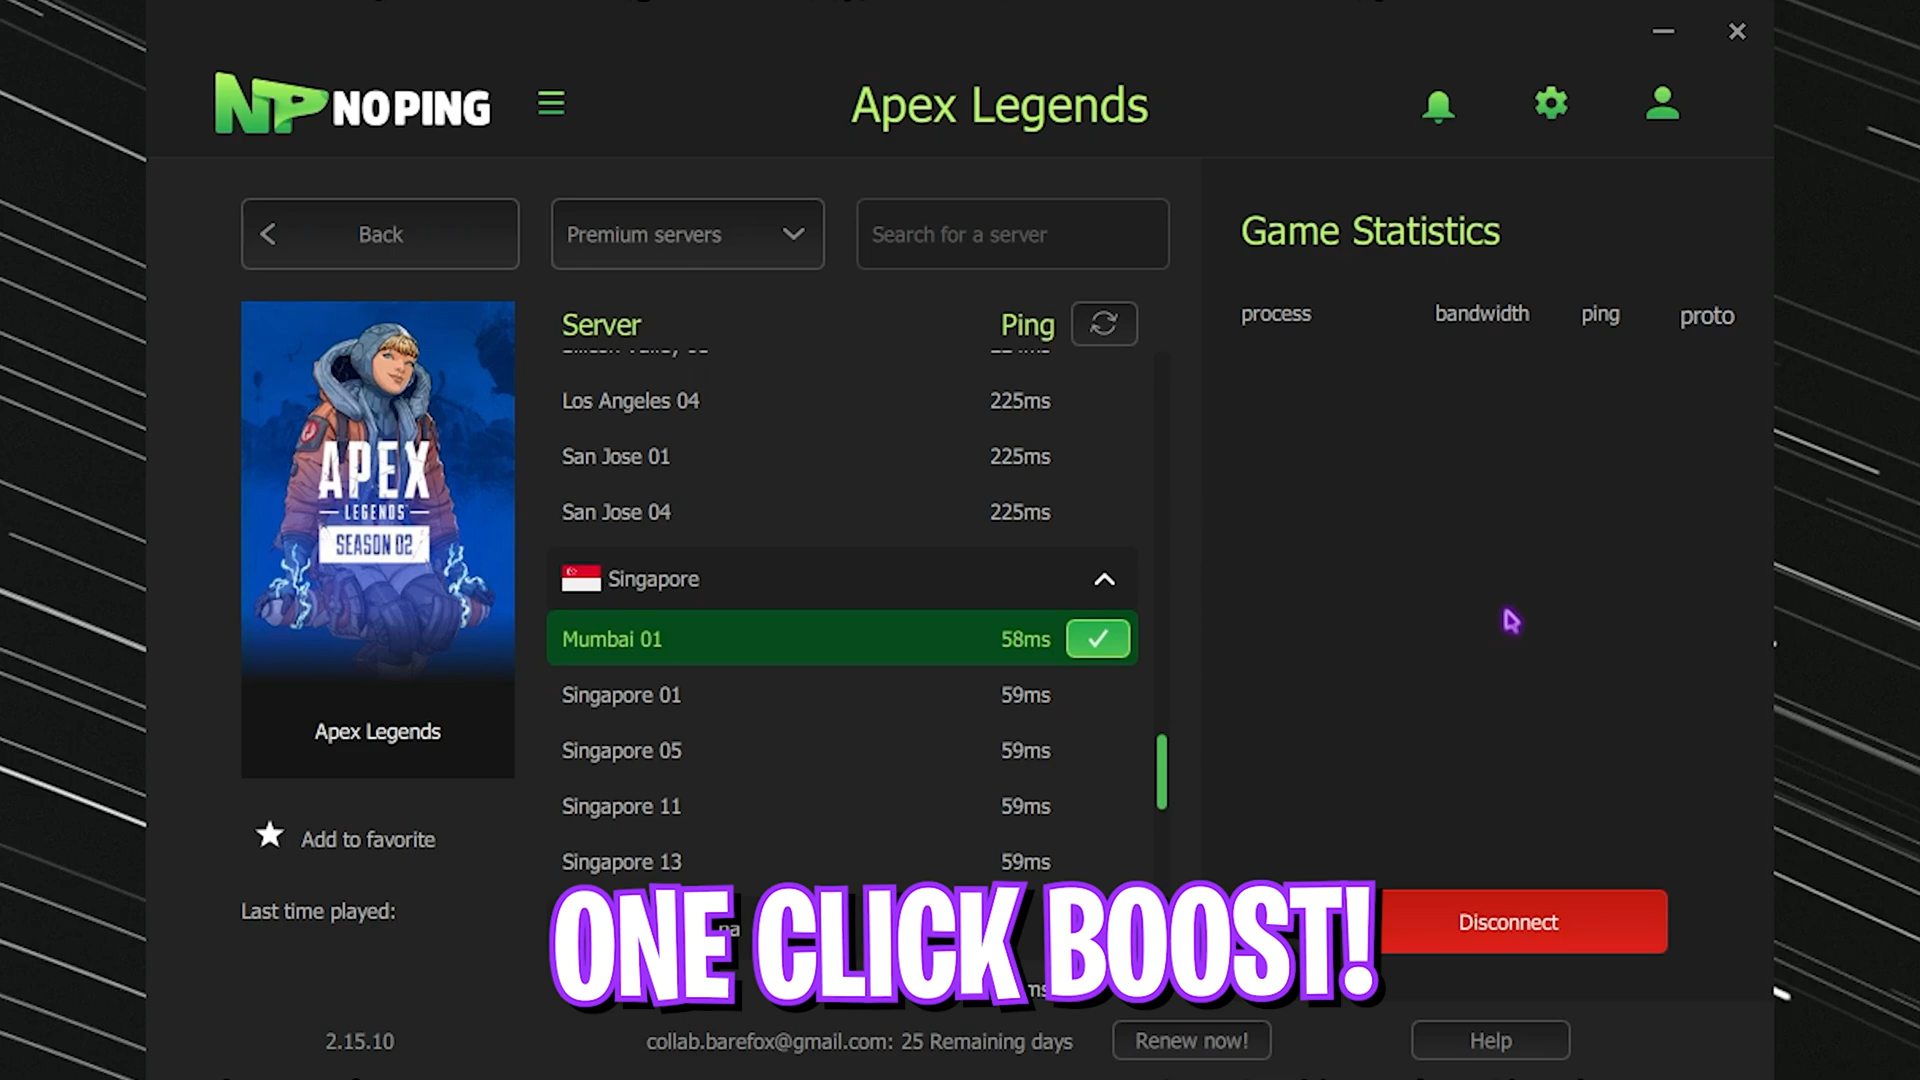 NP NO PING
Apex Legends
Back
Premium servers
Search for a server
Game Statistics
process bandwidth ping proto
Server Ping
Los Angeles 04 225ms
San Jose 01 225ms
San Jose 04 225ms
Singapore
Mumbai 01 58ms
Singapore 01 59ms
Singapore 05 59ms
Singapore 11 59ms
Singapore 13 59ms
APEX
LEGENDS
SEASON 02
Apex Legends
Add to favorite
Last time played:
ONE CLICK BOOST!
Disconnect
2.15.10
collab.barefox@gmail.com: 25 Remaining days
Renew now!
Help